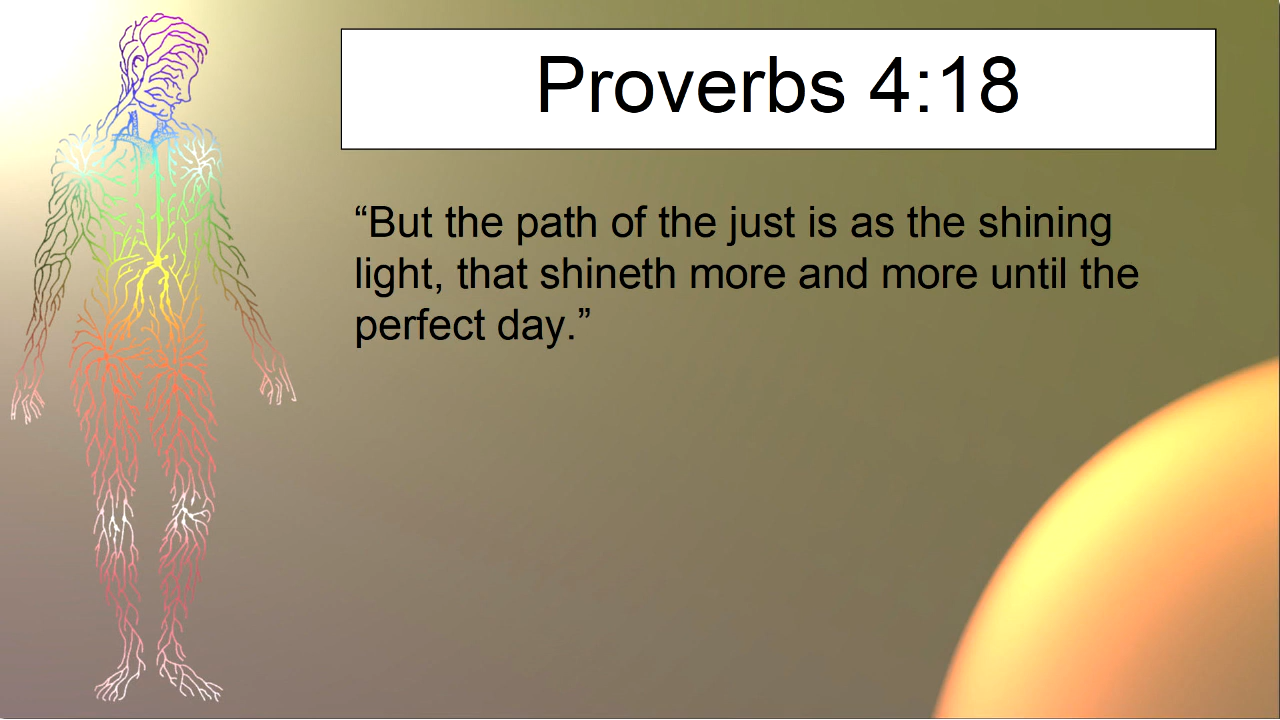 Proverbs 4:18
“But the path of the just is as the shining
light, that shineth more and more until the
perfect day.”